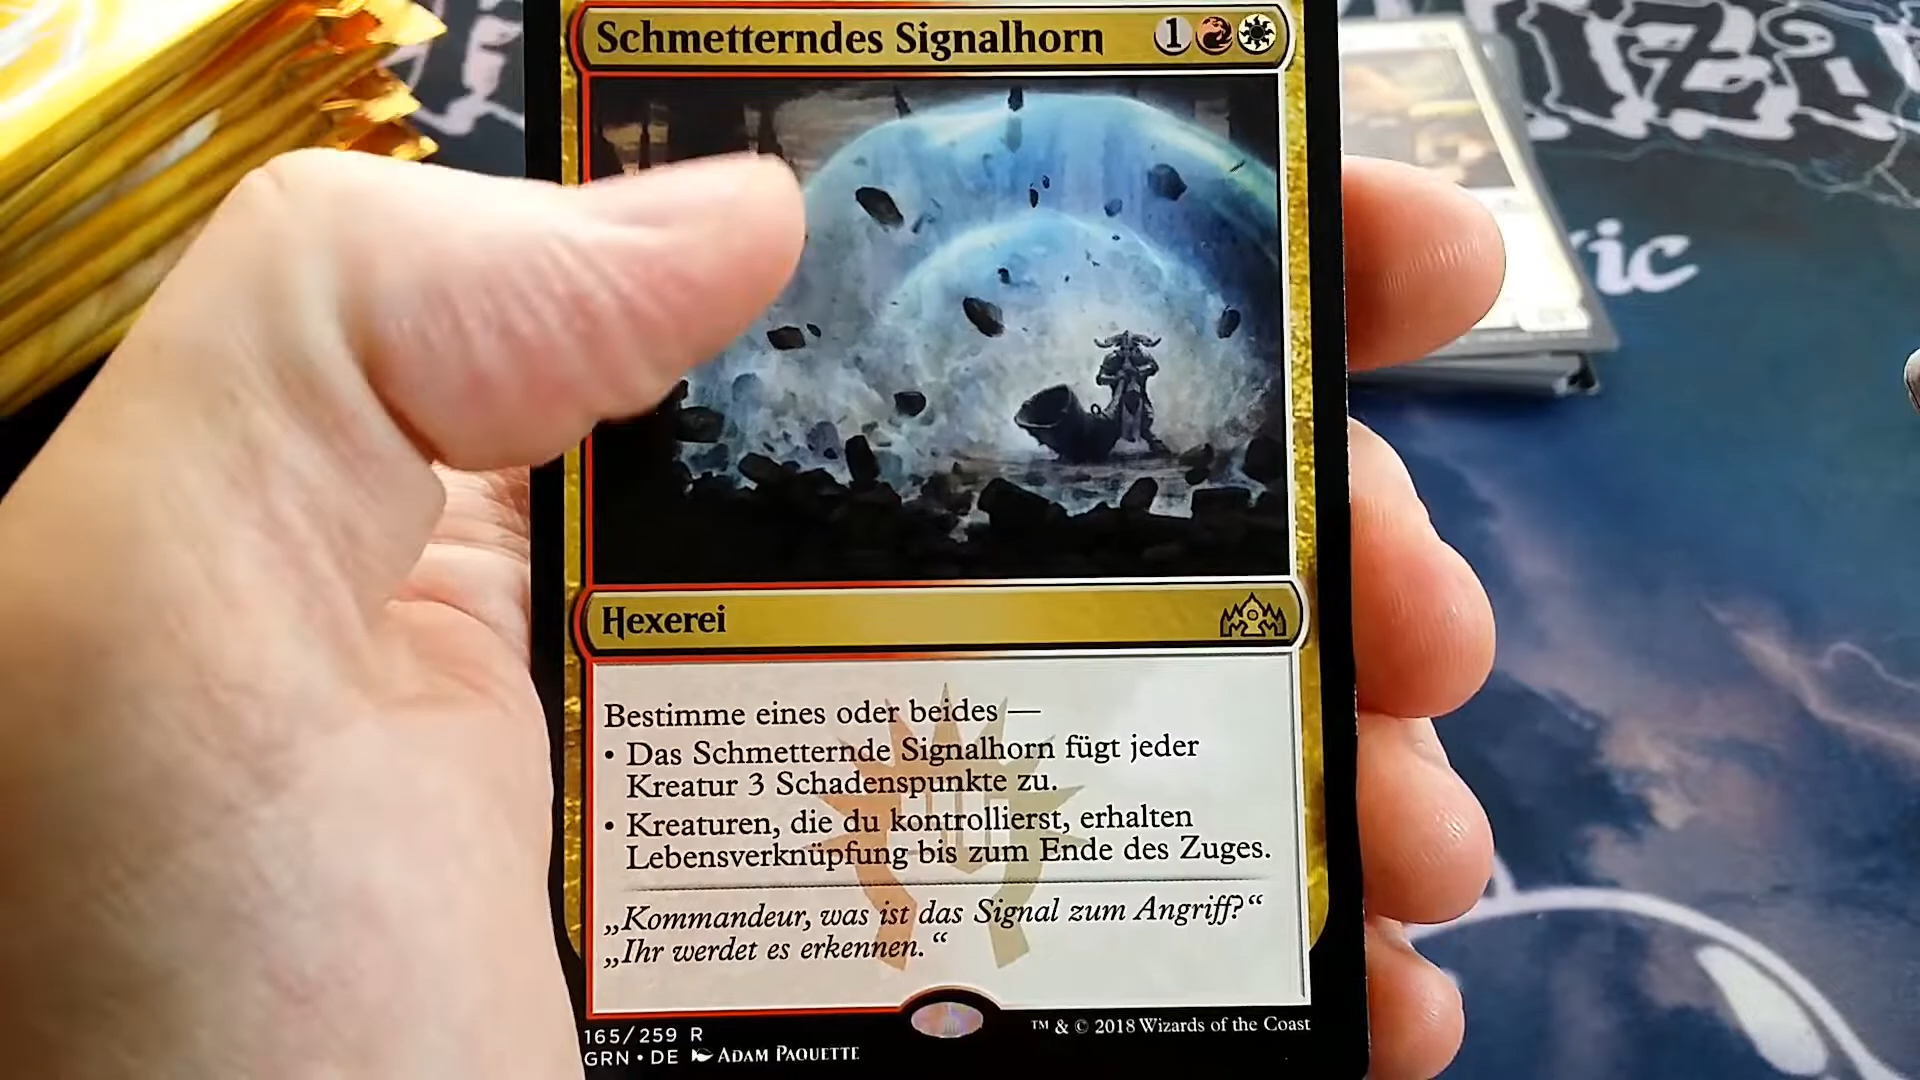 Schmetterndes Signalhorn 1
Hexerei
Bestimme eines oder beides —
• Das Schmetternde Signalhorn fügt jeder
Kreatur 3 Schadenspunkte zu.
• Kreaturen, die du kontrollierst, erhalten
Lebensverknüpfung bis zum Ende des Zuges.
„Kommandeur, was ist das Signal zum Angriff?“
„Ihr werdet es erkennen.“
165/259 R
GRN • DE ADAM PAQUETTE
™ & © 2018 Wizards of the Coast